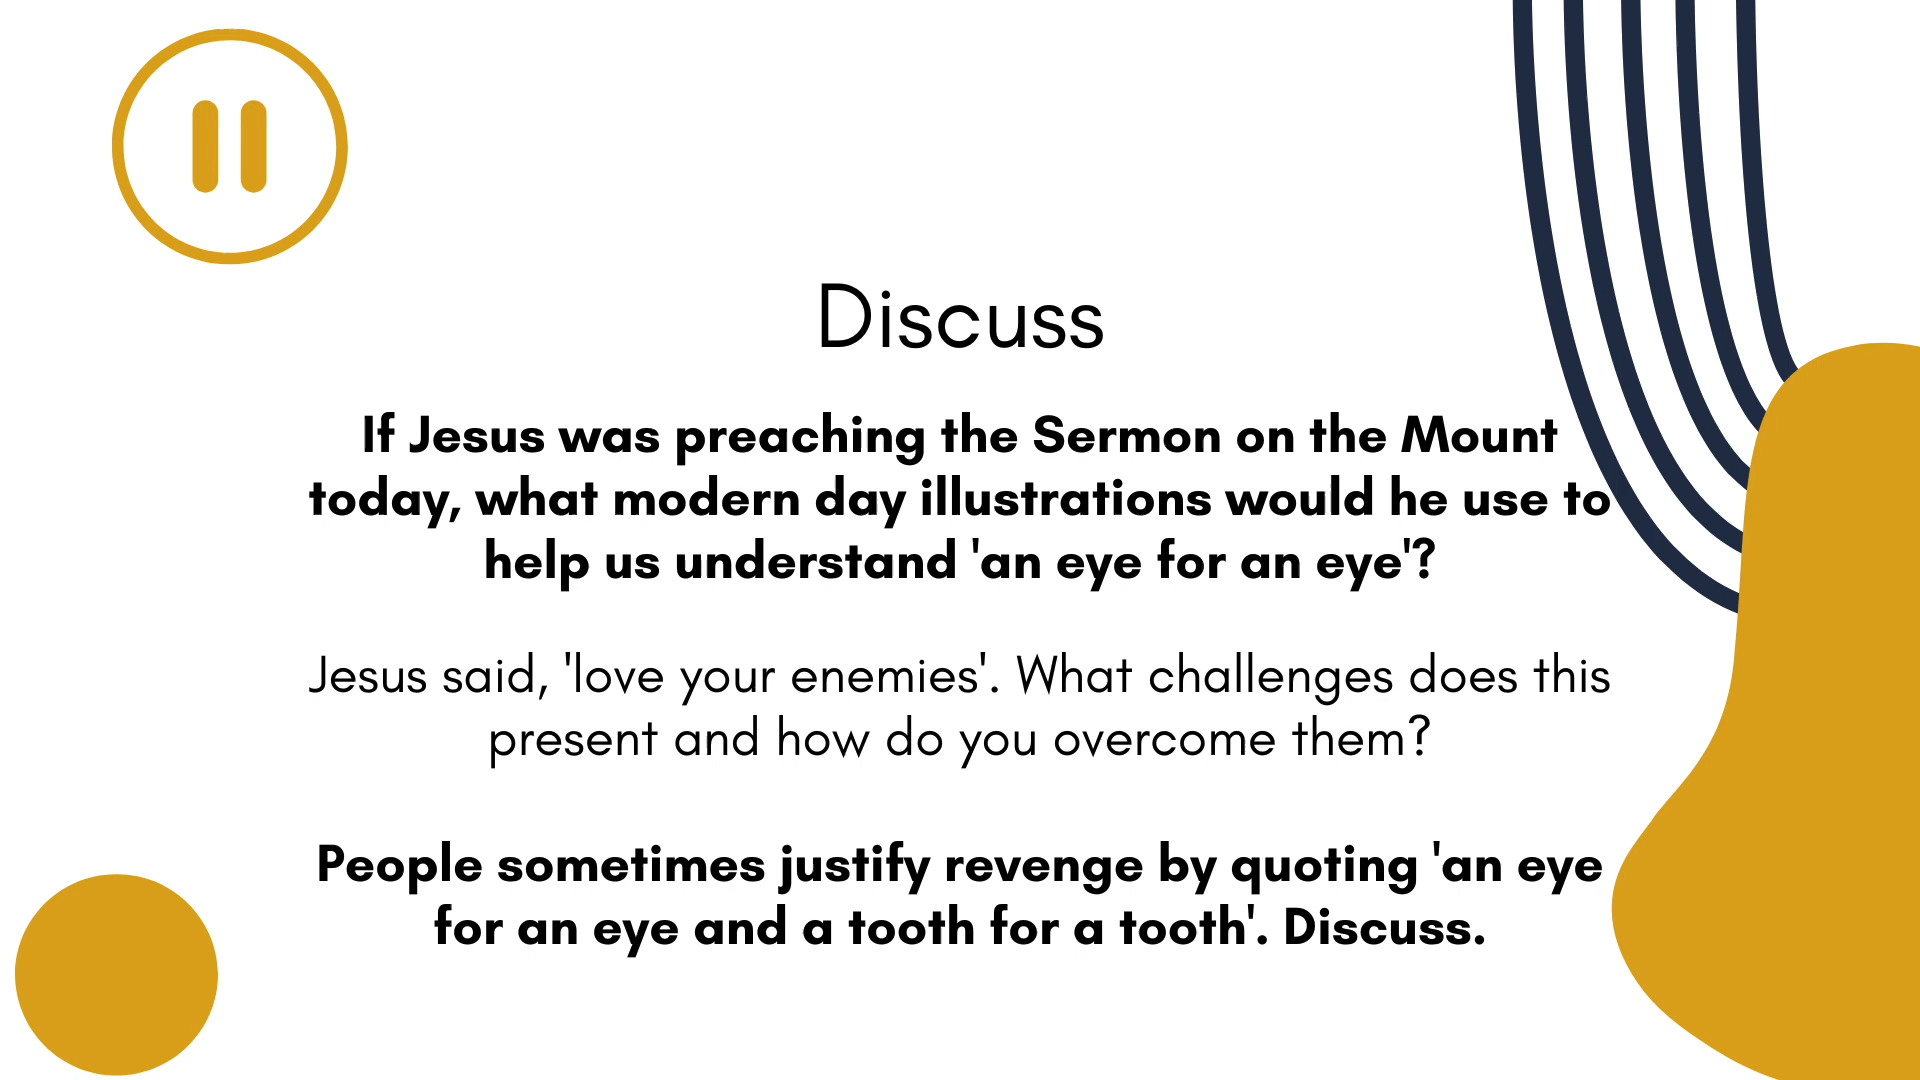 Discuss
If Jesus was preaching the Sermon on the Mount
today, what modern day illustrations would he use to
help us understand 'an eye for an eye'?
Jesus said, 'love your enemies'. What challenges does this
present and how do you overcome them?
People sometimes justify revenge by quoting 'an eye
for an eye and a tooth for a tooth'. Discuss.